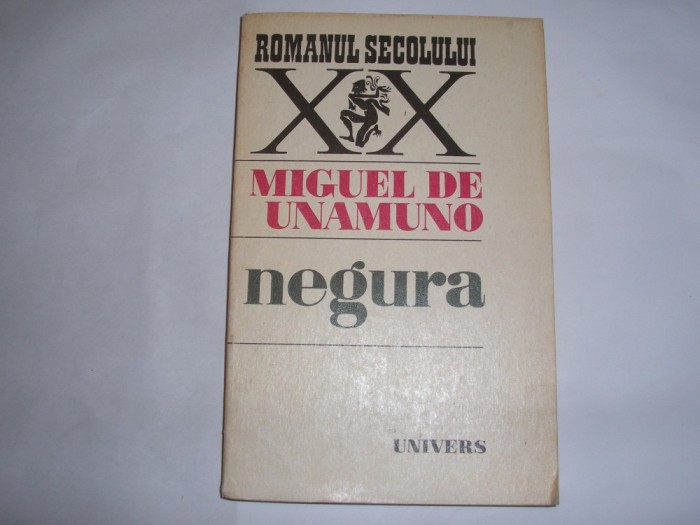 ROMANUL SECOLULUI
XX
MIGUEL DE
UNAMUNO
negura
UNIVERS